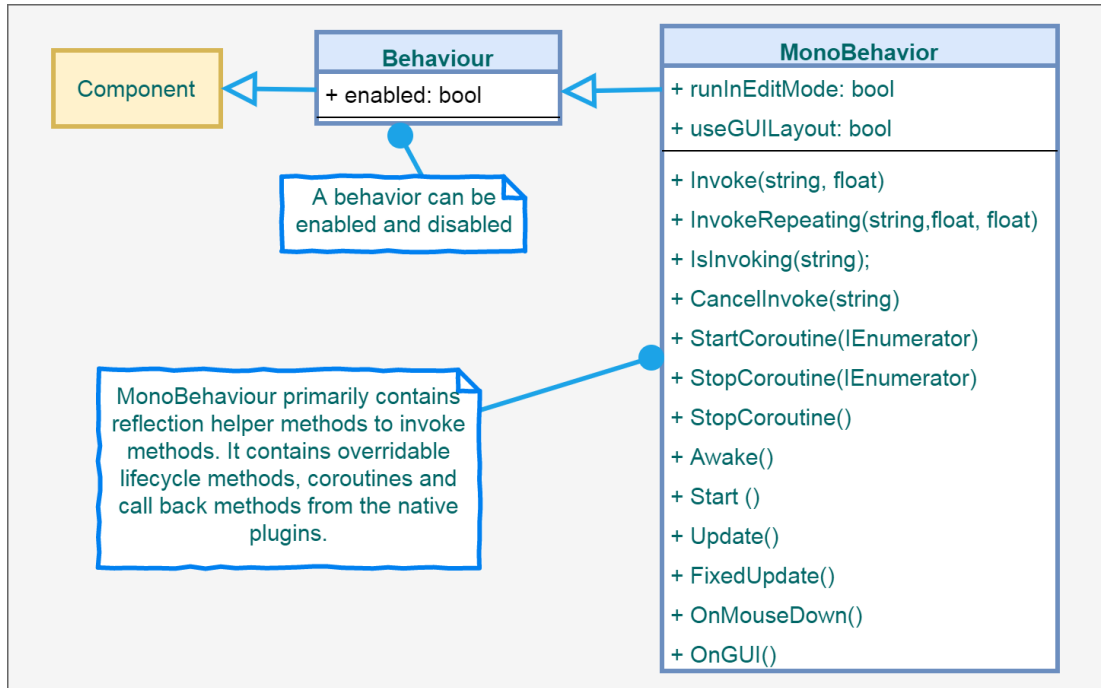 Component
Behaviour
+ enabled: bool
A behavior can be
enabled and disabled
MonoBehavior
+ runInEditMode: bool
+ useGUILayout: bool
+ Invoke(string, float)
+ InvokeRepeating(string,float, float)
+ IsInvoking(string);
+ CancelInvoke(string)
+ StartCoroutine(IEnumerator)
+ StopCoroutine(IEnumerator)
+ StopCoroutine()
+ Awake()
+ Start ()
+ Update()
+ FixedUpdate()
+ OnMouseDown()
+ OnGUI()
MonoBehaviour primarily contains
reflection helper methods to invoke
methods. It contains overridable
lifecycle methods, coroutines and
call back methods from the native
plugins.